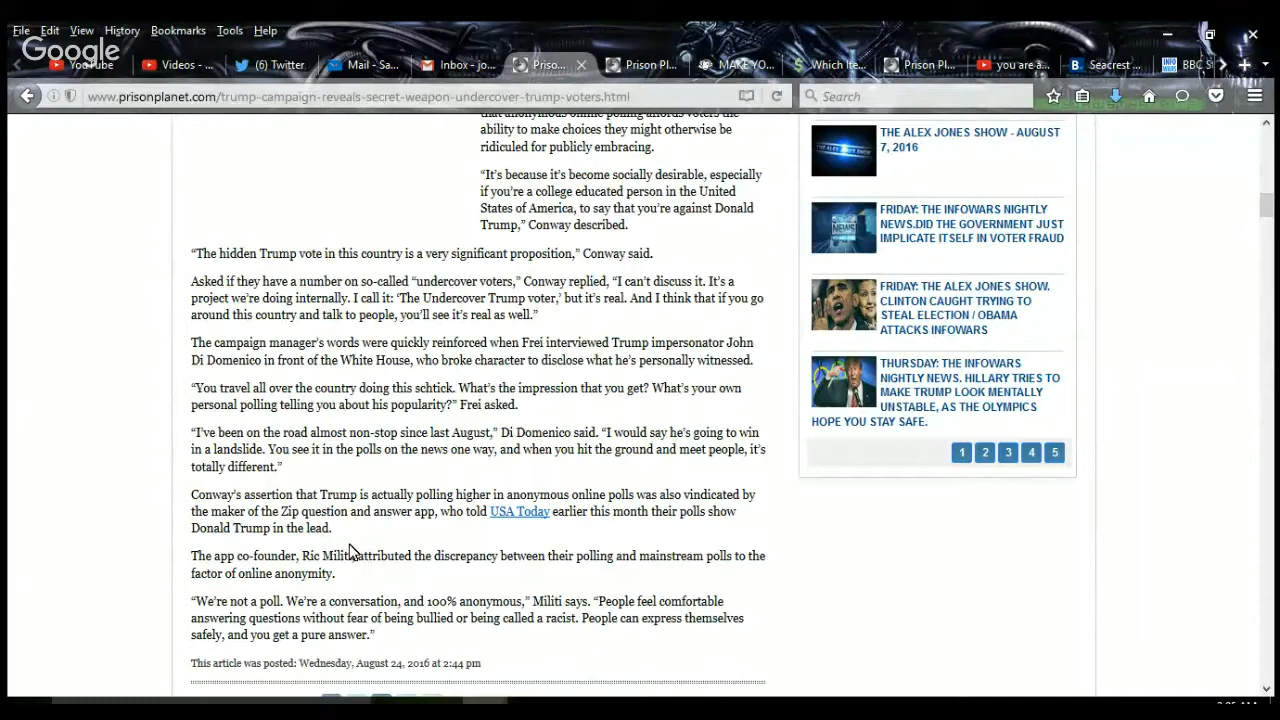 File Edit View History Bookmarks Tools Help
Google
YouTube
Videos - ...
(6) Twitter
Mail - Sa...
Inbox - jo...
Priso...
Prison Pl...
MAKE YO...
Which Ite...
Prison Pl...
you are a...
Seacrest ...
INFO WARS
BBC S
www.prisonplanet.com/trump-campaign-reveals-secret-weapon-undercover-trump-voters.html
Search
that anonymous online polling affords voters the
ability to make choices they might otherwise be
ridiculed for publicly embracing.
“It’s because it’s become socially desirable, especially
if you’re a college educated person in the United
States of America, to say that you’re against Donald
Trump,” Conway described.
“The hidden Trump vote in this country is a very significant proposition,” Conway said.
Asked if they have a number on so-called “undercover voters,” Conway replied, “I can’t discuss it. It’s a
project we’re doing internally. I call it: ‘The Undercover Trump voter,’ but it’s real. And I think that if you go
around this country and talk to people, you’ll see it’s real as well.”
The campaign manager’s words were quickly reinforced when Frei interviewed Trump impersonator John
Di Domenico in front of the White House, who broke character to disclose what he’s personally witnessed.
“You travel all over the country doing this schtick. What’s the impression that you get? What’s your own
personal polling telling you about his popularity?” Frei asked.
“I’ve been on the road almost non-stop since last August,” Di Domenico said. “I would say he’s going to win
in a landslide. You see it in the polls on the news one way, and when you hit the ground and meet people, it’s
totally different.”
Conway’s assertion that Trump is actually polling higher in anonymous online polls was also vindicated by
the maker of the Zip question and answer app, who told USA Today earlier this month their polls show
Donald Trump in the lead.
The app co-founder, Ric Militi attributed the discrepancy between their polling and mainstream polls to the
factor of online anonymity.
“We’re not a poll. We’re a conversation, and 100% anonymous,” Militi says. “People feel comfortable
answering questions without fear of being bullied or being called a racist. People can express themselves
safely, and you get a pure answer.”
This article was posted: Wednesday, August 24, 2016 at 2:44 pm
THE ALEX JONES SHOW - AUGUST
7, 2016
FRIDAY: THE INFOWARS NIGHTLY
NEWS.DID THE GOVERNMENT JUST
IMPLICATE ITSELF IN VOTER FRAUD
FRIDAY: THE ALEX JONES SHOW.
CLINTON CAUGHT TRYING TO
STEAL ELECTION / OBAMA
ATTACKS INFOWARS
THURSDAY: THE INFOWARS
NIGHTLY NEWS. HILLARY TRIES TO
MAKE TRUMP LOOK MENTALLY
UNSTABLE, AS THE OLYMPICS
HOPE YOU STAY SAFE.
1 2 3 4 5